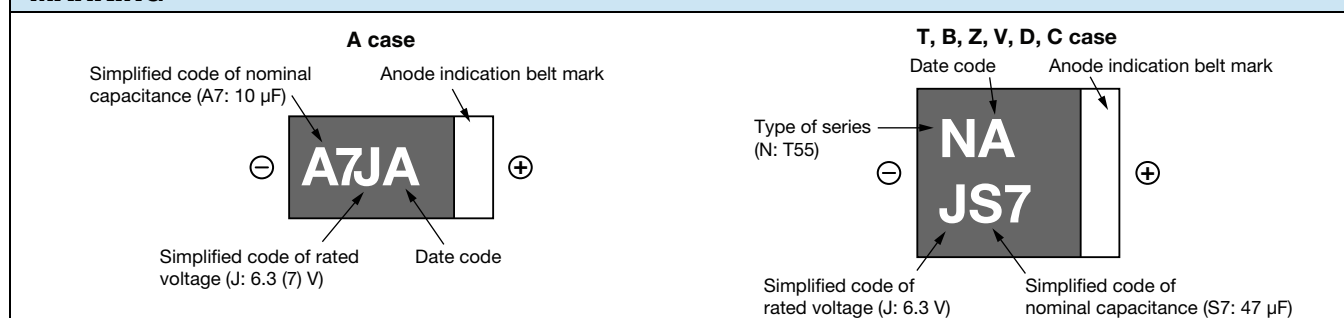 A case
Simplified code of nominal
capacitance (A7: 10 μF)
Anode indication belt mark
A7JA
Simplified code of rated
voltage (J: 6.3 (7) V)
Date code
T, B, Z, V, D, C case
Date code
Anode indication belt mark
Type of series
(N: T55)
NA
JS7
Simplified code of
rated voltage (J: 6.3 V)
Simplified code of
nominal capacitance (S7: 47 μF)